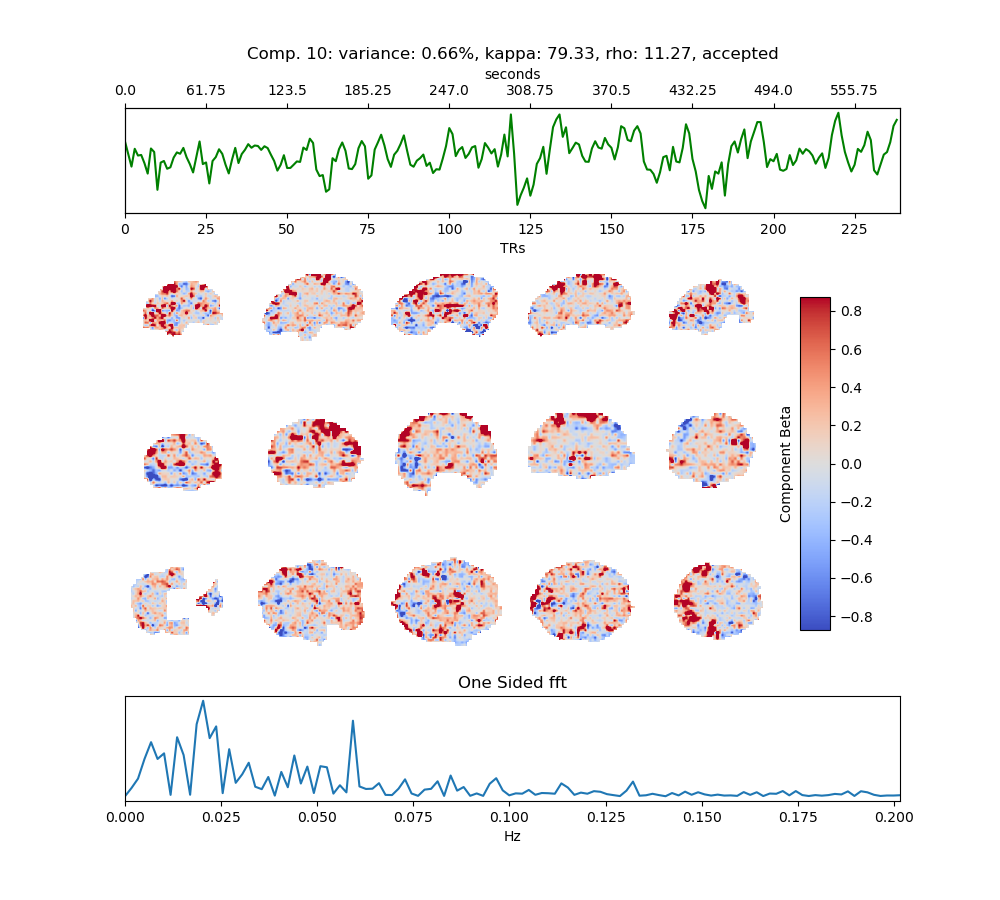 Comp. 10: variance: 0.66%, kappa: 79.33, rho: 11.27, accepted
seconds
0.0 61.75 123.5 185.25 247.0 308.75 370.5 432.25 494.0 555.75
0 25 50 75 100 125 150 175 200 225
TRs
0.8
0.6
0.4
0.2
0.0
−0.2
−0.4
−0.6
−0.8
Component Beta
One Sided fft
0.000 0.025 0.050 0.075 0.100 0.125 0.150 0.175 0.200
Hz